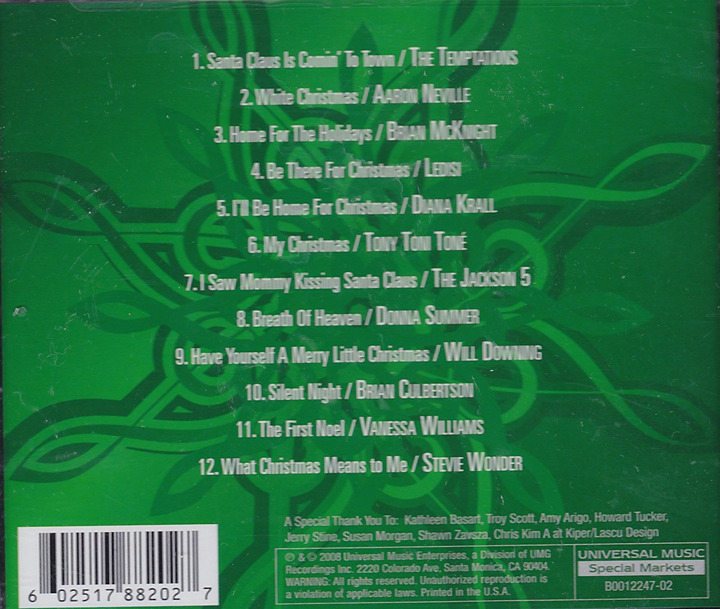 1. Santa Claus Is Comin' To Town / THE TEMPTATIONS
2. White Christmas / AARON NEVILLE
3. Home For The Holidays / BRIAN MCKNIGHT
4. Be There For Christmas / LEDISI
5. I'll Be Home For Christmas / DIANA KRALL
6. My Christmas / TONY TONI TONÉ
7. I Saw Mommy Kissing Santa Claus / THE JACKSON 5
8. Breath Of Heaven / DONNA SUMMER
9. Have Yourself A Merry Little Christmas / WILL DOWNING
10. Silent Night / BRIAN CULBERTSON
11. The First Noel / VANESSA WILLIAMS
12. What Christmas Means to Me / STEVIE WONDER
A Special Thank You To: Kathleen Basart, Troy Scott, Amy Arigo, Howard Tucker,
Jerry Stine, Susan Morgan, Shawn Zavsza, Chris Kim A at Kiper/Lascu Design
6 02517 88202 7
℗ & © 2008 Universal Music Enterprises, a Division of UMG
Recordings Inc. 2220 Colorado Ave, Santa Monica, CA 90404.
WARNING: All rights reserved. Unauthorized reproduction is
a violation of applicable laws. Printed in the U.S.A.
UNIVERSAL MUSIC
Special Markets
B0012247-02